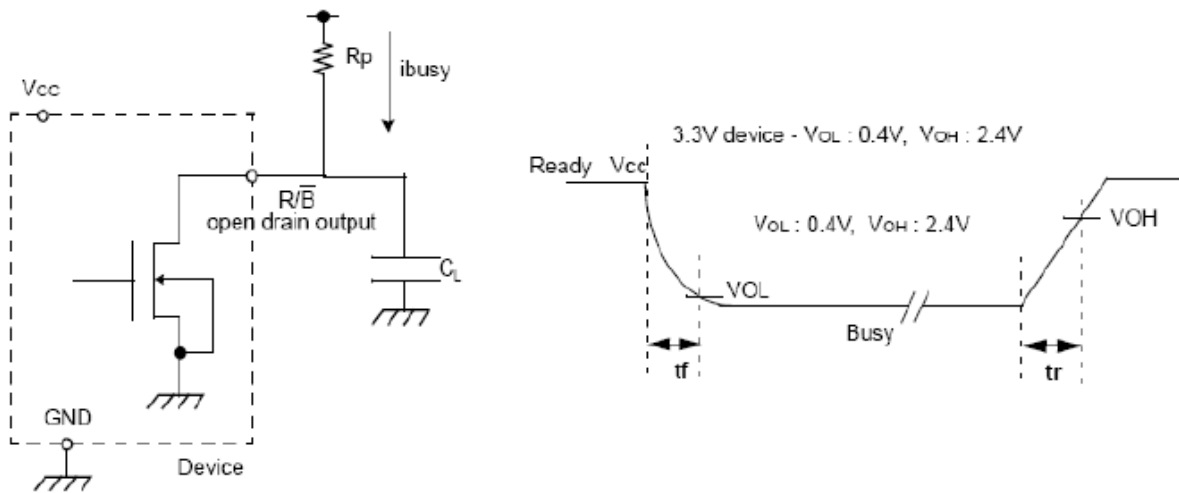 Rp
ibusy
Vcc
R/B̅
open drain output
CL
GND
Device
3.3V device - VOL : 0.4V, VOH : 2.4V
Ready Vcc
VOL : 0.4V, VOH : 2.4V
VOH
VOL
Busy
tf
tr